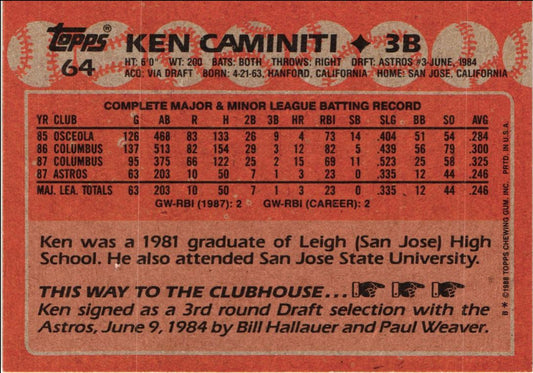 topps KEN CAMINITI ✦ 3B
64 HT: 6'0" WT: 200 BATS: BOTH THROWS: RIGHT DRAFT: ASTROS #3-JUNE, 1984
ACQ: VIA DRAFT BORN: 4-21-63, HANFORD, CALIFORNIA HOME: SAN JOSE, CALIFORNIA
COMPLETE MAJOR & MINOR LEAGUE BATTING RECORD
YR CLUB G AB R H 2B 3B HR RBI SB SLG BB SO AVG
85 OSCEOLA 126 468 83 133 26 9 4 73 14 .404 51 54 .284
86 COLUMBUS 137 513 82 154 29 3 12 82 5 .439 56 79 .300
87 COLUMBUS 95 375 66 122 25 2 15 69 11 .523 25 58 .325
87 ASTROS 63 203 10 50 7 1 3 23 0 .335 12 44 .246
MAJ. LEA. TOTALS 63 203 10 50 7 1 3 23 0 .335 12 44 .246
GW-RBI (1987): 2 GW-RBI (CAREER): 2
Ken was a 1981 graduate of Leigh (San Jose) High
School. He also attended San Jose State University.
THIS WAY TO THE CLUBHOUSE...
Ken signed as a 3rd round Draft selection with the
Astros, June 9, 1984 by Bill Hallauer and Paul Weaver.
B * © 1988 TOPPS CHEWING GUM, INC. PRTD. IN U.S.A.